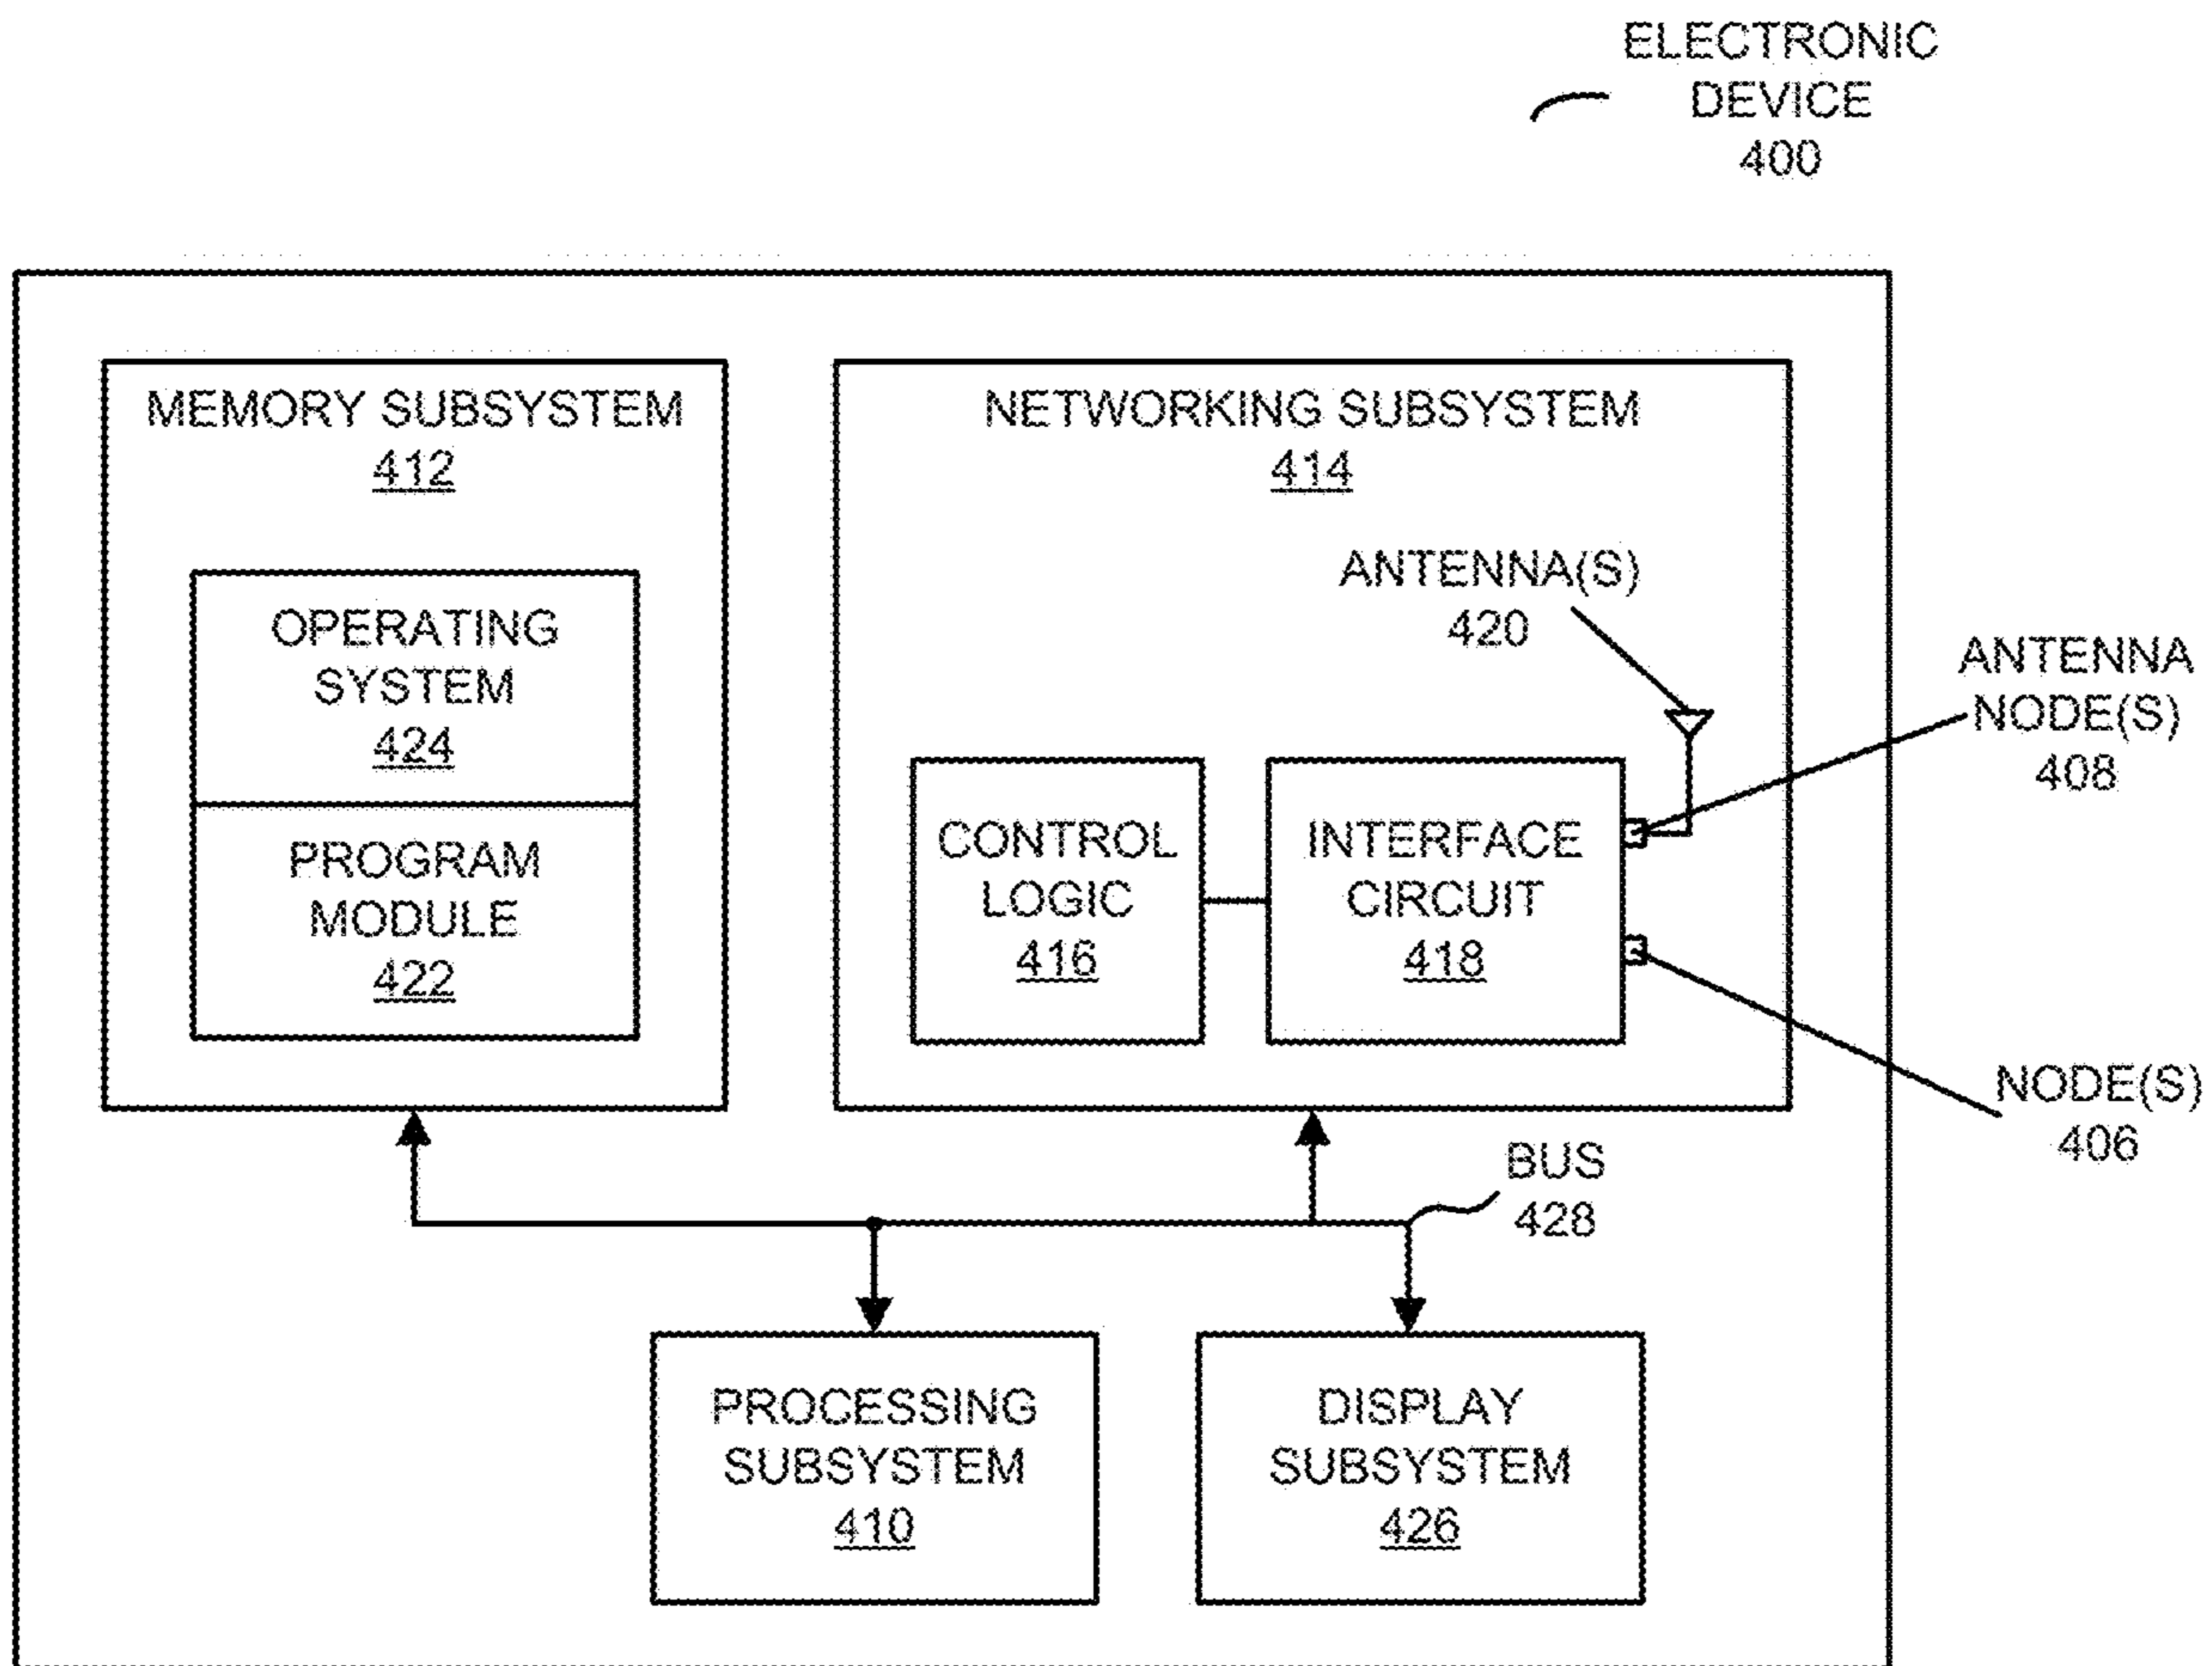 ELECTRONIC
DEVICE
400
MEMORY SUBSYSTEM
412
OPERATING
SYSTEM
424
PROGRAM
MODULE
422
NETWORKING SUBSYSTEM
414
ANTENNA(S)
420
CONTROL
LOGIC
416
INTERFACE
CIRCUIT
418
ANTENNA
NODE(S)
408
NODE(S)
406
BUS
428
PROCESSING
SUBSYSTEM
410
DISPLAY
SUBSYSTEM
426